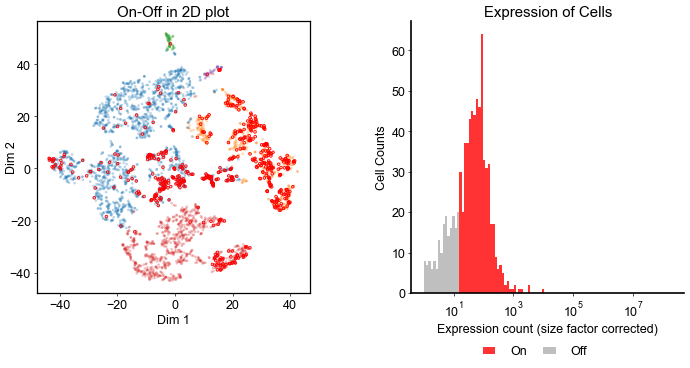 On-Off in 2D plot
Dim 2
40
20
0
−20
−40
−40 −20 0 20 40
Dim 1
Expression of Cells
Cell Counts
60
50
40
30
20
10
0
10^1 10^3 10^5 10^7
Expression count (size factor corrected)
On Off